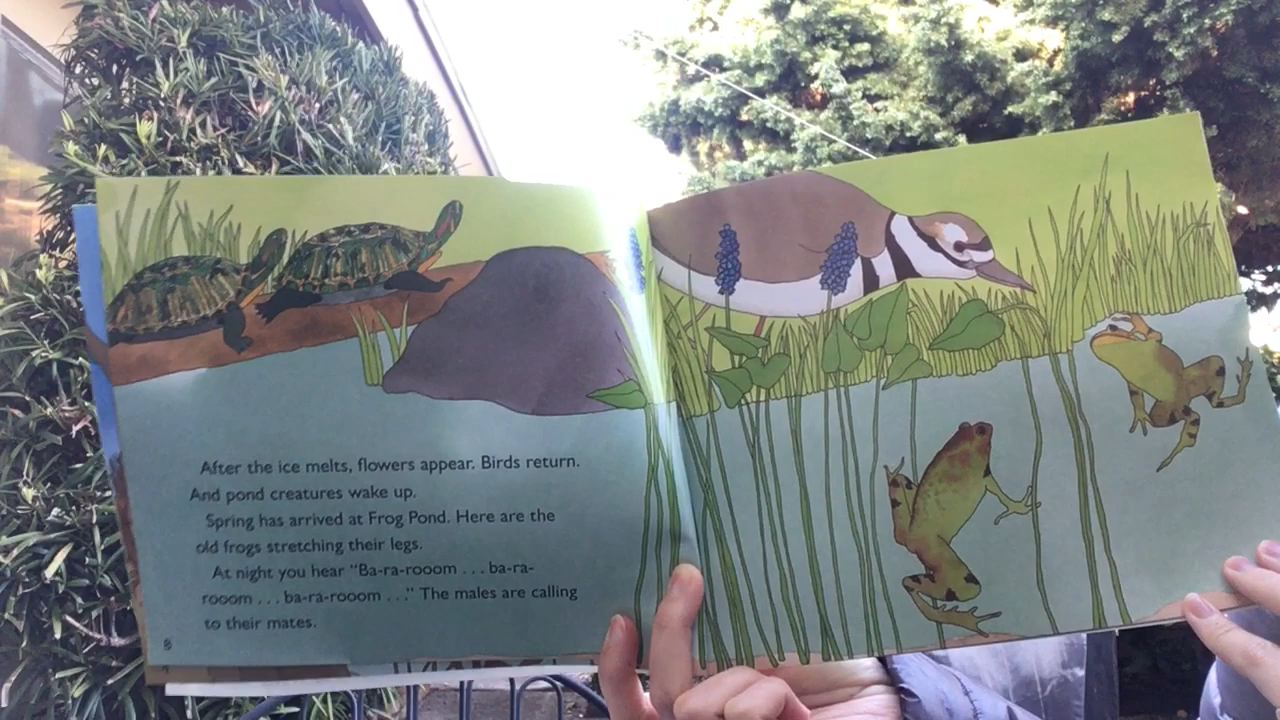 After the ice melts, flowers appear. Birds return.
And pond creatures wake up.
Spring has arrived at Frog Pond. Here are the
old frogs stretching their legs.
At night you hear "Ba-ra-rooom . . . ba-ra-
rooom . . . ba-ra-rooom . . ." The males are calling
to their mates.
8